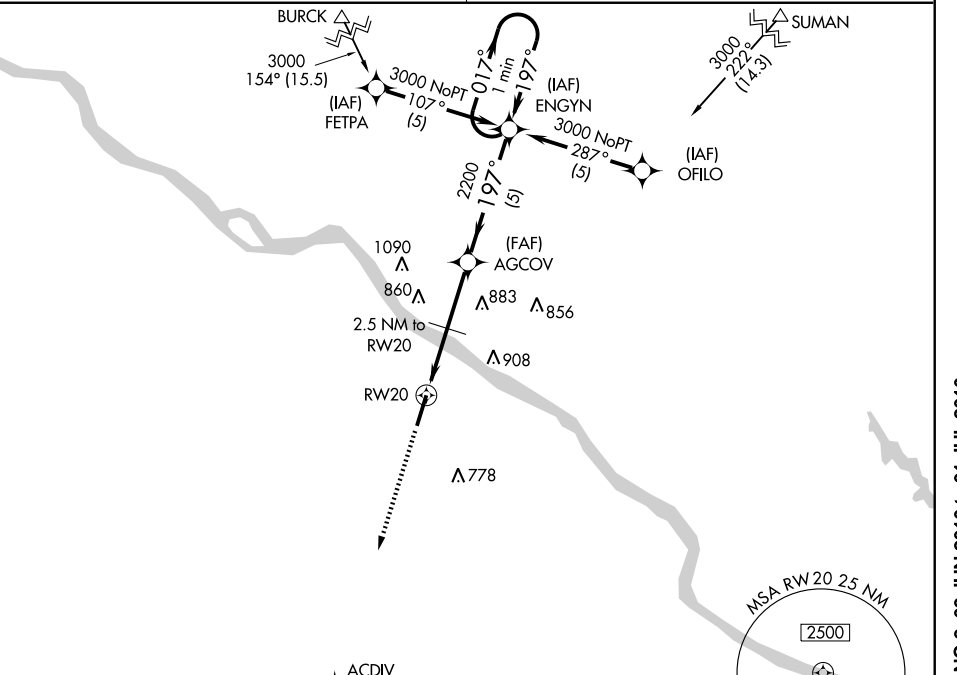 BURCK
SUMAN
3000
154° (15.5)
3000
222°
(14.3)
(IAF)
FETPA
3000 NoPT
107°
(5)
017°
1 min
197°
(IAF)
ENGYN
3000 NoPT
287°
(5)
(IAF)
OFILO
2200
197°
(5)
(FAF)
AGCOV
1090
860
883
856
2.5 NM to
RW20
908
RW20
778
MSA RW20 25 NM
2500
ACDIV